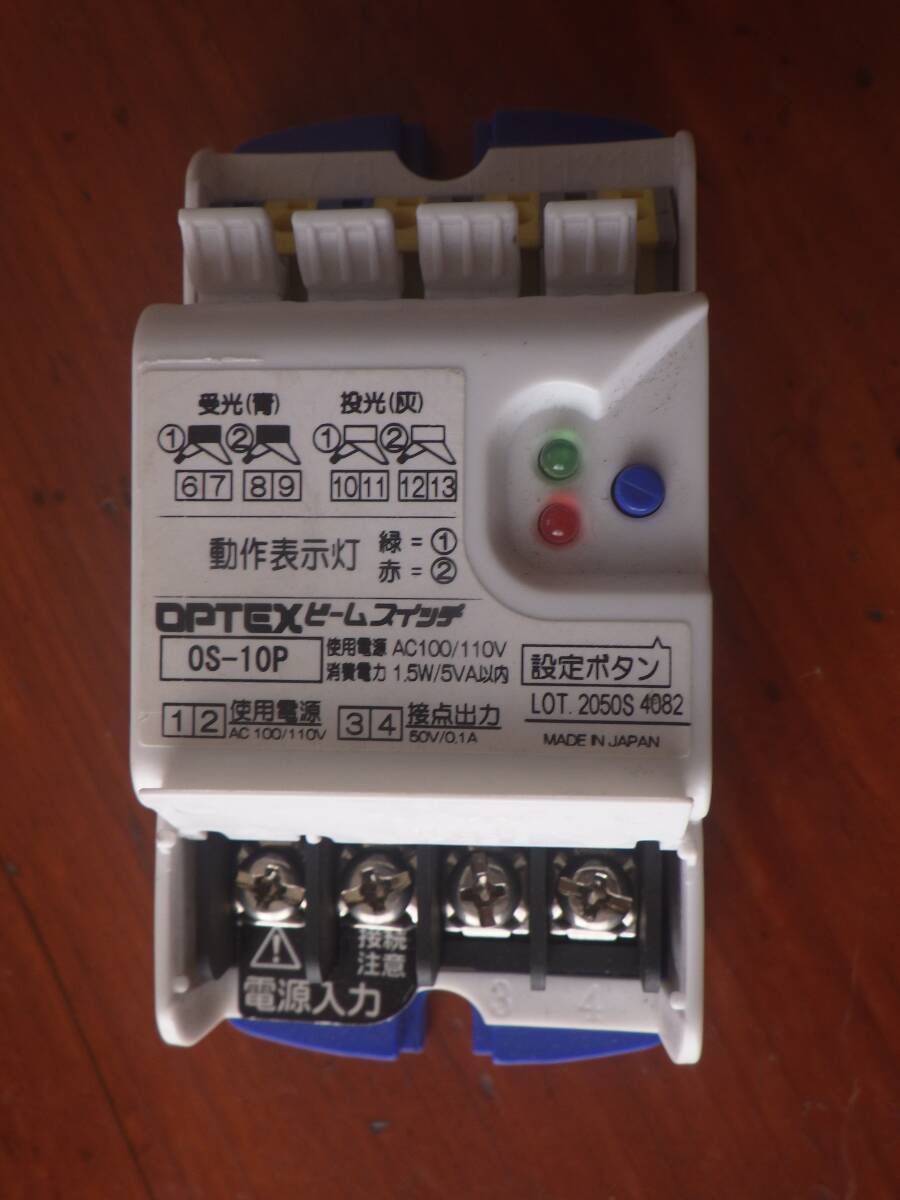 受光(青) 投光(灰)
① ② ① ②
6 7 8 9 10 11 12 13
動作表示灯 緑 = ①
赤 = ②
OPTEX ビームスイッチ
OS-10P
使用電源 AC100/110V
消費電力 1.5W/5VA以内
設定ボタン
LOT. 2050S 4082
MADE IN JAPAN
1 2 使用電源
AC 100/110V
3 4 接点出力
50V/0.1A
接続
注意
電源入力
3 4